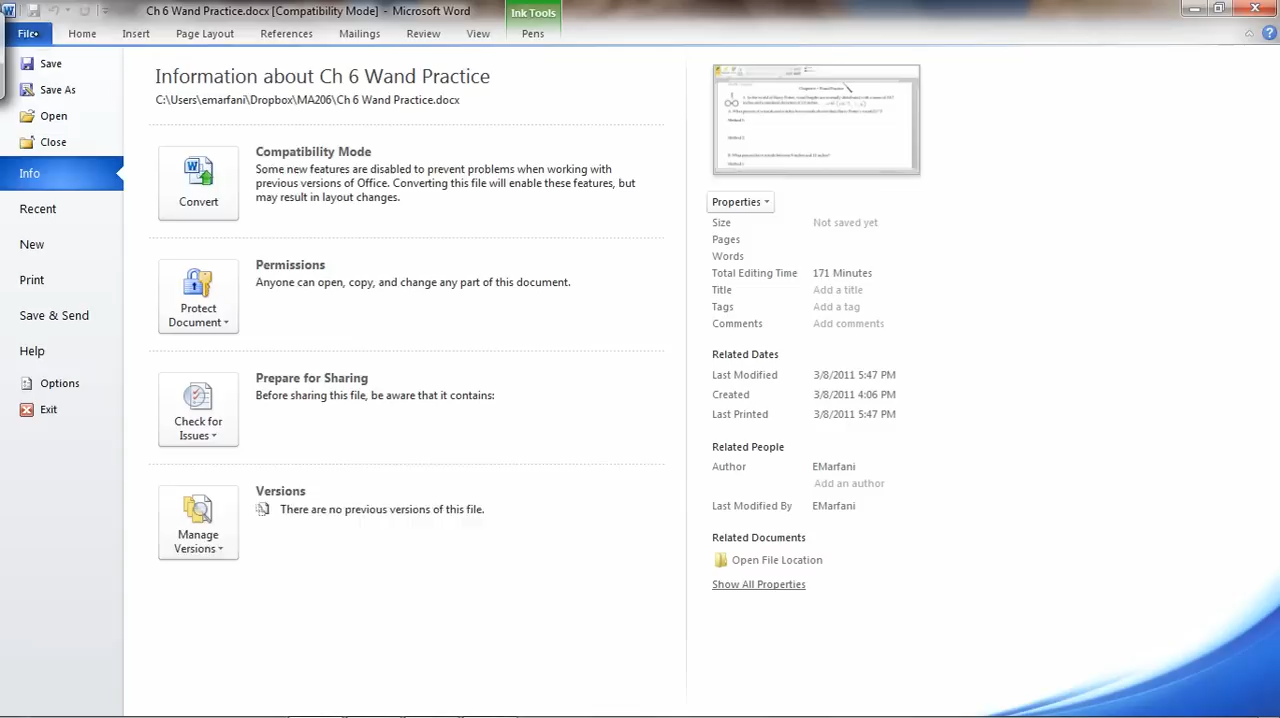 Ch 6 Wand Practice.docx [Compatibility Mode] - Microsoft Word
Ink Tools
File
Home
Insert
Page Layout
References
Mailings
Review
View
Pens
Save
Save As
Open
Close
Info
Recent
New
Print
Save & Send
Help
Options
Exit
Information about Ch 6 Wand Practice
C:\Users\emarfani\Dropbox\MA206\Ch 6 Wand Practice.docx
Convert
Compatibility Mode
Some new features are disabled to prevent problems when working with
previous versions of Office. Converting this file will enable these features, but
may result in layout changes.
Protect
Document
Permissions
Anyone can open, copy, and change any part of this document.
Check for
Issues
Prepare for Sharing
Before sharing this file, be aware that it contains:
Manage
Versions
Versions
There are no previous versions of this file.
Properties
Size Not saved yet
Pages
Words
Total Editing Time 171 Minutes
Title Add a title
Tags Add a tag
Comments Add comments
Related Dates
Last Modified 3/8/2011 5:47 PM
Created 3/8/2011 4:06 PM
Last Printed 3/8/2011 5:47 PM
Related People
Author EMarfani
Add an author
Last Modified By EMarfani
Related Documents
Open File Location
Show All Properties